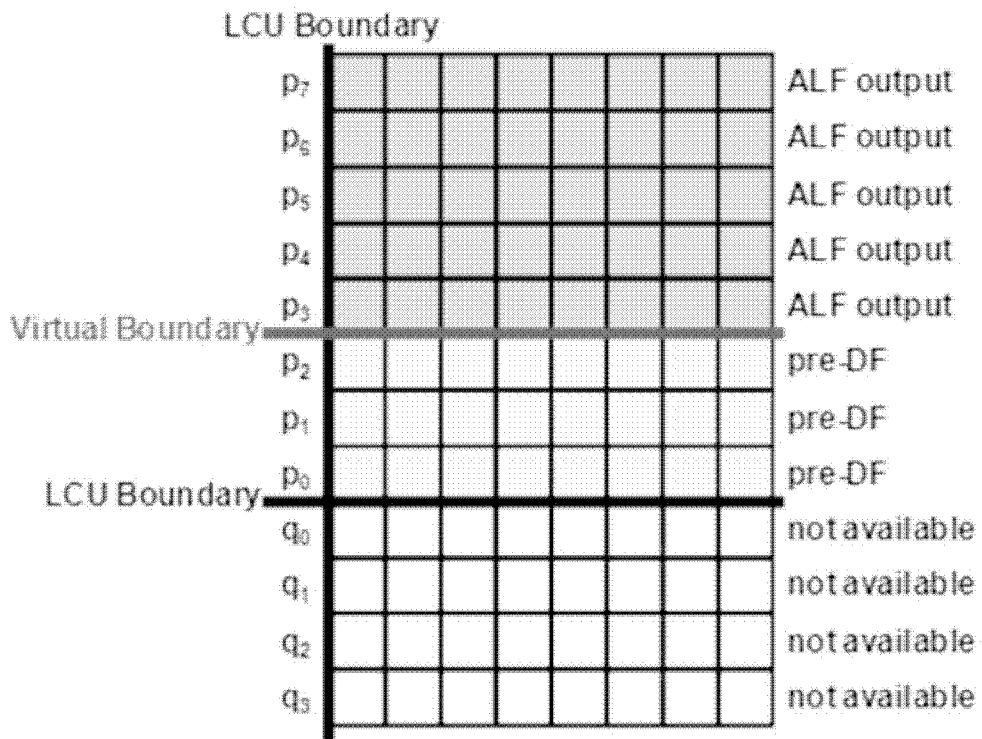 LCU Boundary
p7 ALF output
p6 ALF output
p5 ALF output
p4 ALF output
p3 ALF output
Virtual Boundary
p2 pre-DF
p1 pre-DF
p0 pre-DF
LCU Boundary
q0 not available
q1 not available
q2 not available
q3 not available